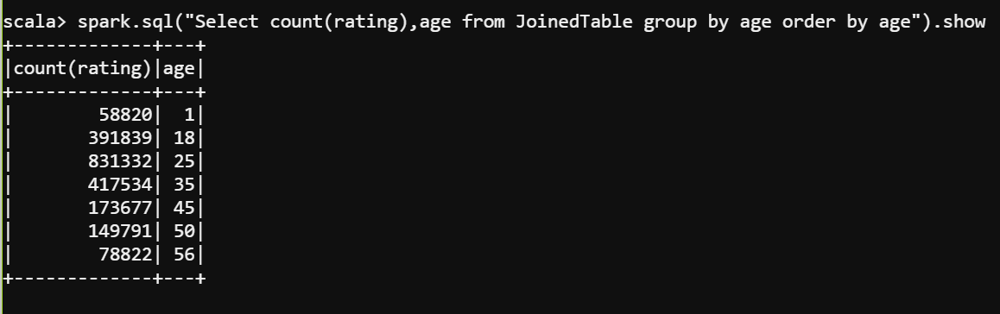 scala> spark.sql("Select count(rating),age from JoinedTable group by age order by age").show
+-------------+---+
|count(rating)|age|
+-------------+---+
|        58820|  1|
|       391839| 18|
|       831332| 25|
|       417534| 35|
|       173677| 45|
|       149791| 50|
|        78822| 56|
+-------------+---+